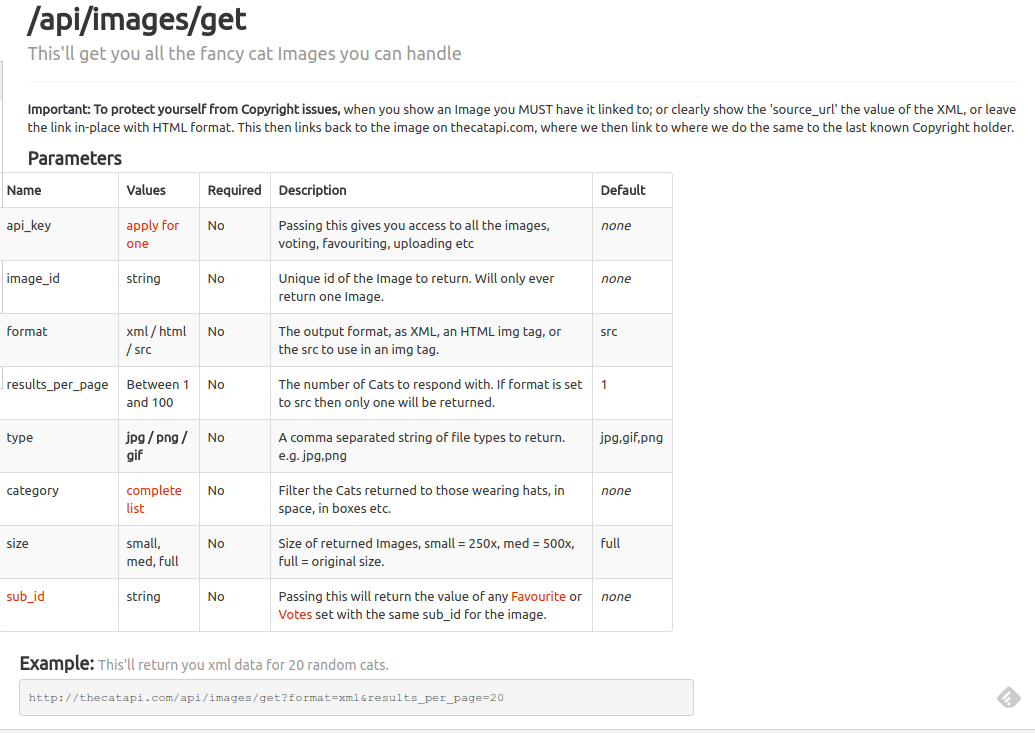 /api/images/get
This'll get you all the fancy cat Images you can handle
Important: To protect yourself from Copyright issues, when you show an Image you MUST have it linked to; or clearly show the 'source_url' the value of the XML, or leave
the link in-place with HTML format. This then links back to the image on thecatapi.com, where we then link to where we do the same to the last known Copyright holder.
Parameters
Name Values Required Description Default
api_key apply for one No Passing this gives you access to all the images, voting, favouriting, uploading etc none
image_id string No Unique id of the Image to return. Will only ever return one Image. none
format xml / html / src No The output format, as XML, an HTML img tag, or the src to use in an img tag. src
results_per_page Between 1 and 100 No The number of Cats to respond with. If format is set to src then only one will be returned. 1
type jpg / png / gif No A comma separated string of file types to return. e.g. jpg,png jpg,gif,png
category complete list No Filter the Cats returned to those wearing hats, in space, in boxes etc. none
size small, med, full No Size of returned Images, small = 250x, med = 500x, full = original size. full
sub_id string No Passing this will return the value of any Favourite or Votes set with the same sub_id for the image. none
Example: This'll return you xml data for 20 random cats.
http://thecatapi.com/api/images/get?format=xml&results_per_page=20